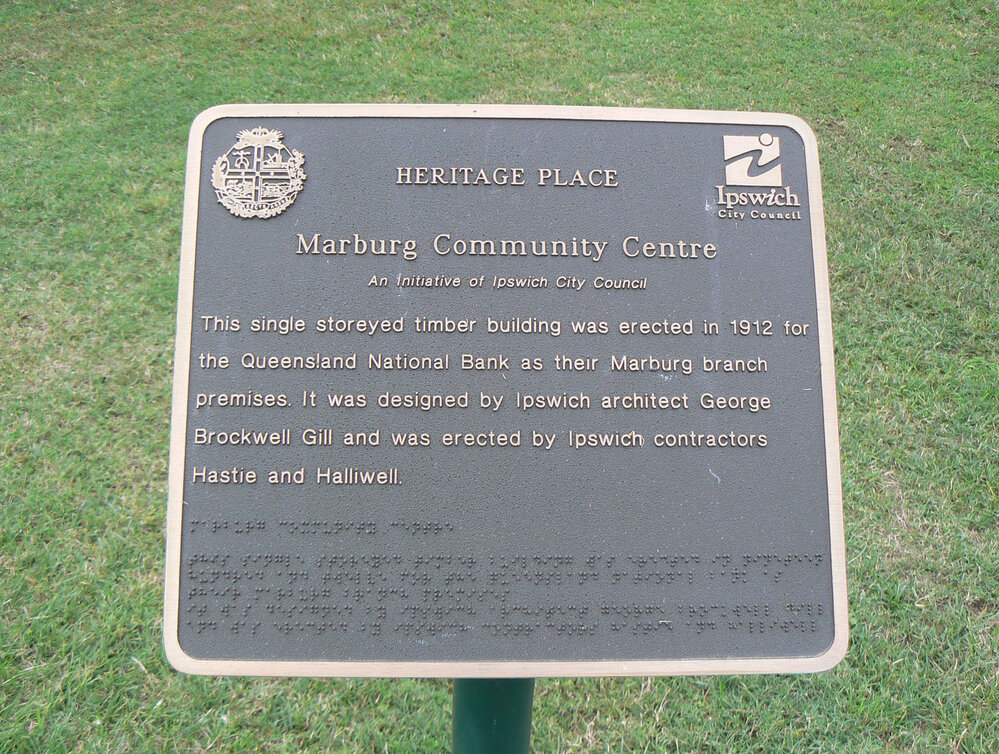 HERITAGE PLACE
Ipswich
City Council
Marburg Community Centre
An Initiative of Ipswich City Council
This single storeyed timber building was erected in 1912 for
the Queensland National Bank as their Marburg branch
premises. It was designed by Ipswich architect George
Brockwell Gill and was erected by Ipswich contractors
Hastie and Halliwell.